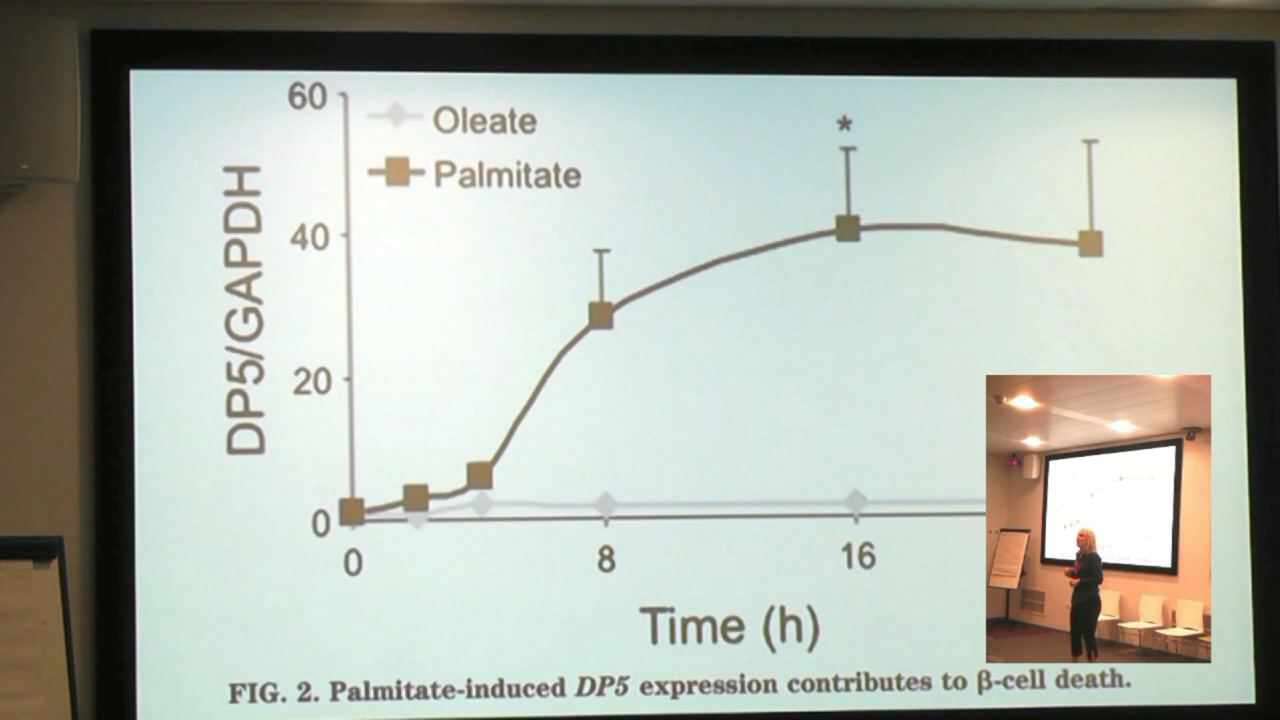 60
Oleate
Palmitate
DP5/GAPDH
40
20
0
0 8 16
Time (h)
*
FIG. 2. Palmitate-induced DP5 expression contributes to β-cell death.